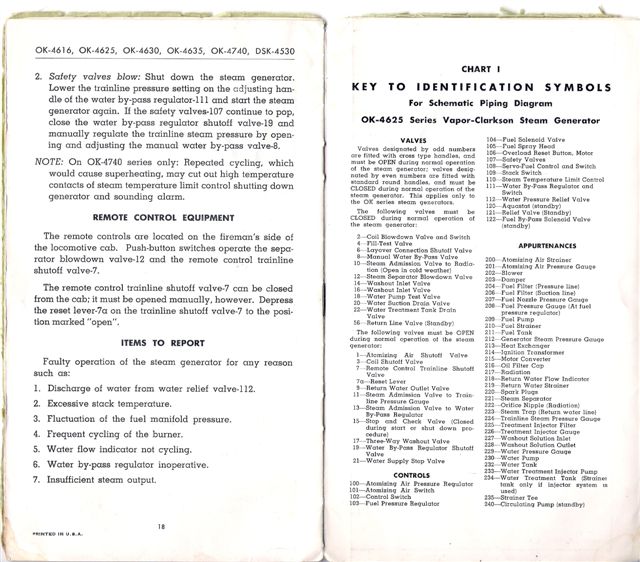 OK-4616, OK-4625, OK-4630, OK-4635, OK-4740, DSK-4530
2. Safety valves blow: Shut down the steam generator.
Lower the trainline pressure setting on the adjusting han-
dle of the water by-pass regulator-111 and start the steam
generator again. If the safety valves-107 continue to pop,
close the water by-pass regulator shutoff valve-19 and
manually regulate the trainline steam pressure by open-
ing and adjusting the manual water by-pass valve-8.
NOTE: On OK-4740 series only: Repeated cycling, which
would cause superheating, may cut out high temperature
contacts of steam temperature limit control shutting down
generator and sounding alarm.
REMOTE CONTROL EQUIPMENT
The remote controls are located on the fireman's side of
the locomotive cab. Push-button switches operate the sepa-
rator blowdown valve-12 and the remote control trainline
shutoff valve-7.
The remote control trainline shutoff valve-7 can be closed
from the cab; it must be opened manually, however. Depress
the reset lever-7a on the trainline shutoff valve-7 to the posi-
tion marked "open".
ITEMS TO REPORT
Faulty operation of the steam generator for any reason
such as:
1. Discharge of water from water relief valve-112.
2. Excessive stack temperature.
3. Fluctuation of the fuel manifold pressure.
4. Frequent cycling of the burner.
5. Water flow indicator not cycling.
6. Water by-pass regulator inoperative.
7. Insufficient steam output.
18
PRINTED IN U.S.A.
CHART I
KEY TO IDENTIFICATION SYMBOLS
For Schematic Piping Diagram
OK-4625 Series Vapor-Clarkson Steam Generator
VALVES
Valves designated by odd numbers
are fitted with cross type handles, and
must be OPEN during normal operation
of the steam generator; valves desig-
nated by even numbers are fitted with
standard round handles, and must be
CLOSED during normal operation of the
steam generator. This applies only to
the OK series steam generators.
The following valves must be
CLOSED during normal operation of
the steam generator:
2—Coil Blowdown Valve and Switch
4—Fill-Test Valve
6—Layover Connection Shutoff Valve
8—Manual Water By-Pass Valve
10—Steam Admission Valve to Radia-
tion (Open in cold weather)
12—Steam Separator Blowdown Valve
14—Washout Inlet Valve
16—Washout Inlet Valve
18—Water Pump Test Valve
20—Water Suction Drain Valve
22—Water Treatment Tank Drain
Valve
56—Return Line Valve (Standby)
The following valves must be OPEN
during normal operation of the steam
generator:
1—Atomizing Air Shutoff Valve
3—Coil Shutoff Valve
7—Remote Control Trainline Shutoff
Valve
7a—Reset Lever
9—Return Water Outlet Valve
11—Steam Admission Valve to Train-
line Pressure Gauge
13—Steam Admission Valve to Water
By-Pass Regulator
15—Stop and Check Valve (Closed
during start or shut down pro-
cedure)
17—Three-Way Washout Valve
19—Water By-Pass Regulator Shutoff
Valve
21—Water Supply Stop Valve
CONTROLS
100—Atomizing Air Pressure Regulator
101—Atomizing Air Switch
102—Control Switch
103—Fuel Pressure Regulator
104—Fuel Solenoid Valve
105—Fuel Spray Head
106—Overload Reset Button, Motor
107—Safety Valves
108—Servo-Fuel Control and Switch
109—Stack Switch
110—Steam Temperature Limit Control
111—Water By-Pass Regulator and
Switch
112—Water Pressure Relief Valve
120—Aquastat (standby)
121—Relief Valve (Standby)
122—Fuel By-Pass Solenoid Valve
(standby)
APPURTENANCES
200—Atomizing Air Strainer
201—Atomizing Air Pressure Gauge
202—Blower
203—Damper
204—Fuel Filter (Pressure line)
206—Fuel Filter (Suction line)
207—Fuel Nozzle Pressure Gauge
208—Fuel Pressure Gauge (At fuel
pressure regulator)
209—Fuel Pump
210—Fuel Strainer
211—Fuel Tank
212—Generator Steam Pressure Gauge
213—Heat Exchanger
214—Ignition Transformer
215—Motor Converter
216—Oil Filter Cap
217—Radiation
218—Return Water Flow Indicator
219—Return Water Strainer
220—Spark Plugs
221—Steam Separator
222—Orifice Nipple (Radiation)
223—Steam Trap (Return water line)
224—Trainline Steam Pressure Gauge
225—Treatment Injector Filter
226—Treatment Injector Gauge
227—Washout Solution Inlet
228—Washout Solution Outlet
229—Water Pressure Gauge
230—Water Pump
232—Water Tank
233—Water Treatment Injector Pump
234—Water Treatment Tank (Strainer
tank only if injector system is
used)
235—Strainer Tee
240—Circulating Pump (standby)